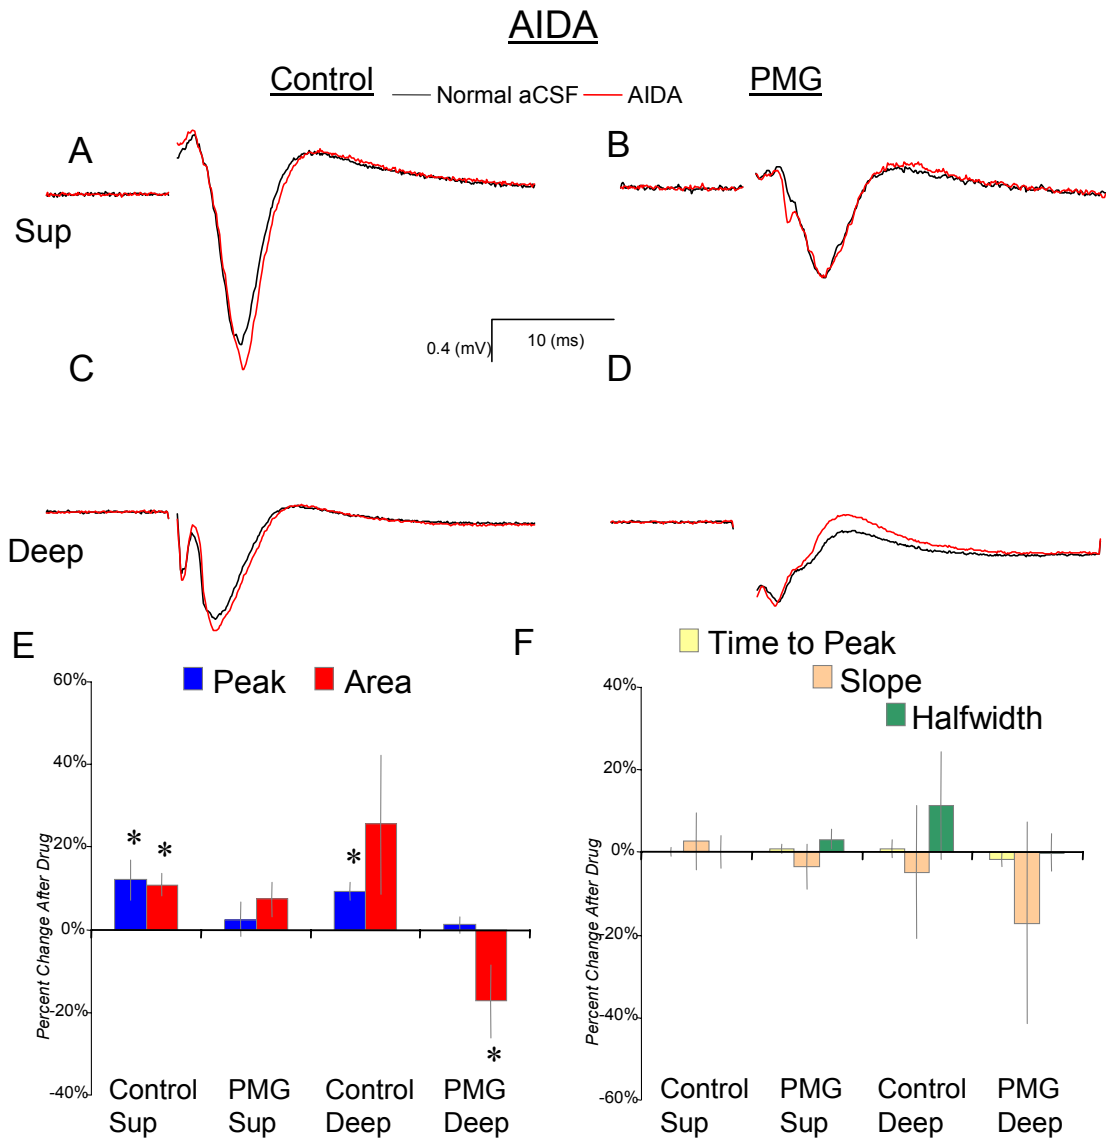 AIDA
Control
Normal aCSF
AIDA
PMG
A
B
Sup
0.4 (mV)
10 (ms)
C
D
Deep
E
Peak
Area
60%
40%
20%
0%
-20%
-40%
Percent Change After Drug
*
*
*
*
Control
Sup
PMG
Sup
Control
Deep
PMG
Deep
F
Time to Peak
Slope
Halfwidth
40%
20%
0%
-20%
-40%
-60%
Percent Change After Drug
Control
Sup
PMG
Sup
Control
Deep
PMG
Deep